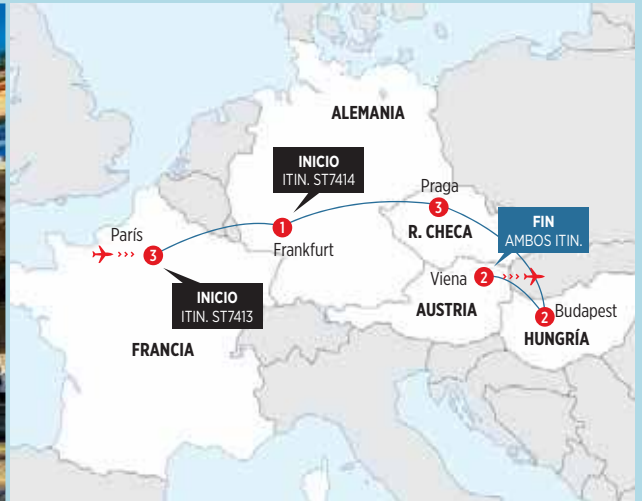 ALEMANIA
INICIO
ITIN. ST7414
Praga
3
R. CHECA
FIN
AMBOS ITIN.
París
3
1
Frankfurt
INICIO
ITIN. ST7413
Viena 2
AUSTRIA
2 Budapest
HUNGRÍA
FRANCIA